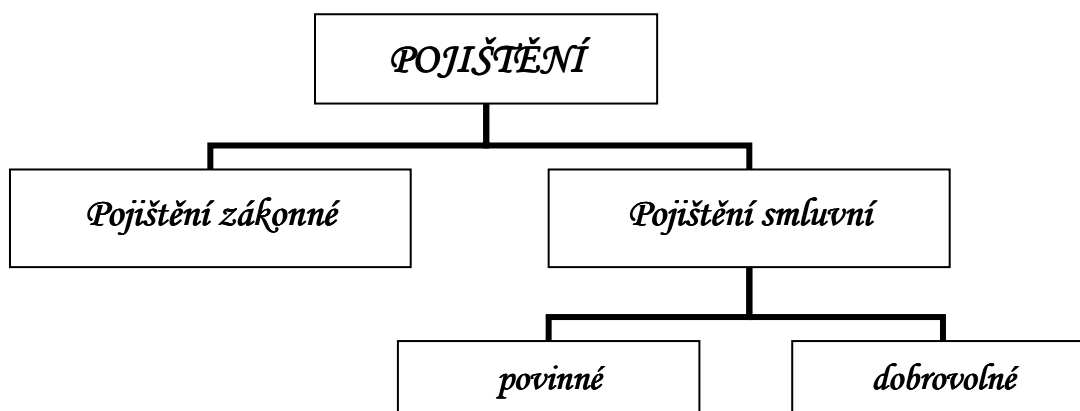 POJIŠTĚNÍ
Pojištění zákonné
Pojištění smluvní
povinné
dobrovolné